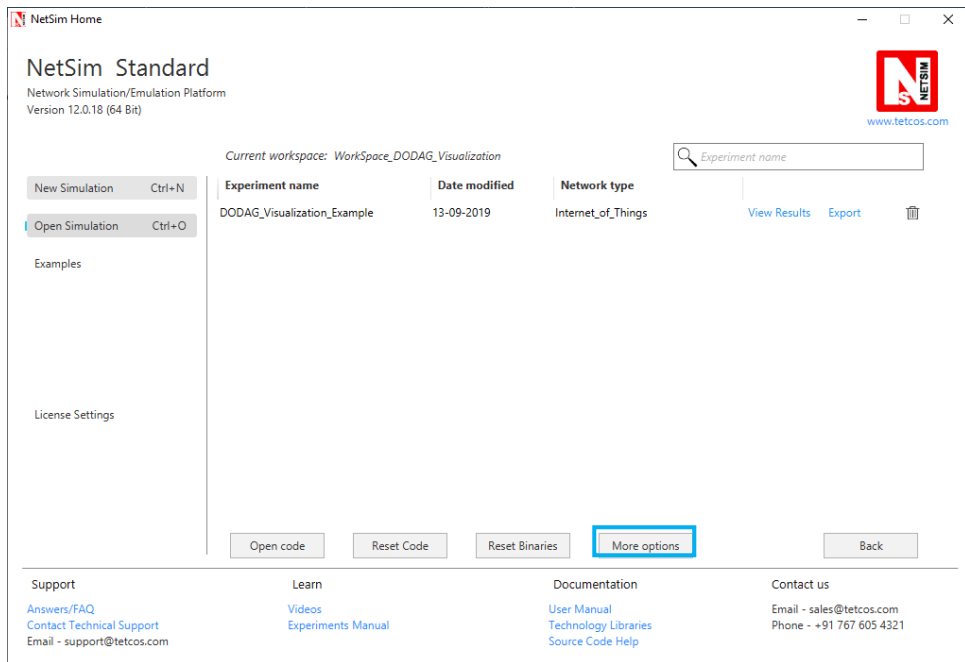 NetSim Home
NetSim Standard
Network Simulation/Emulation Platform
Version 12.0.18 (64 Bit)
N
S
NETSIM
www.tetcos.com
Current workspace: WorkSpace_DODAG_Visualization
Experiment name
New Simulation Ctrl+N
Open Simulation Ctrl+O
Examples
License Settings
Experiment name Date modified Network type
DODAG_Visualization_Example 13-09-2019 Internet_of_Things View Results Export
Open code Reset Code Reset Binaries More options Back
Support
Answers/FAQ
Contact Technical Support
Email - support@tetcos.com
Learn
Videos
Experiments Manual
Documentation
User Manual
Technology Libraries
Source Code Help
Contact us
Email - sales@tetcos.com
Phone - +91 767 605 4321